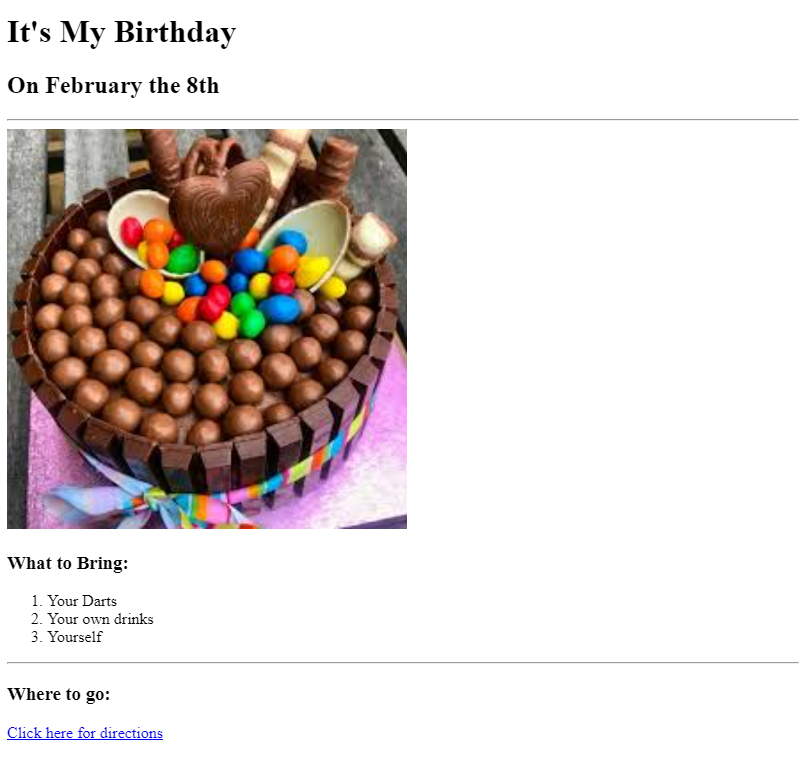 It's My Birthday
On February the 8th
What to Bring:
1. Your Darts
2. Your own drinks
3. Yourself
Where to go:
Click here for directions